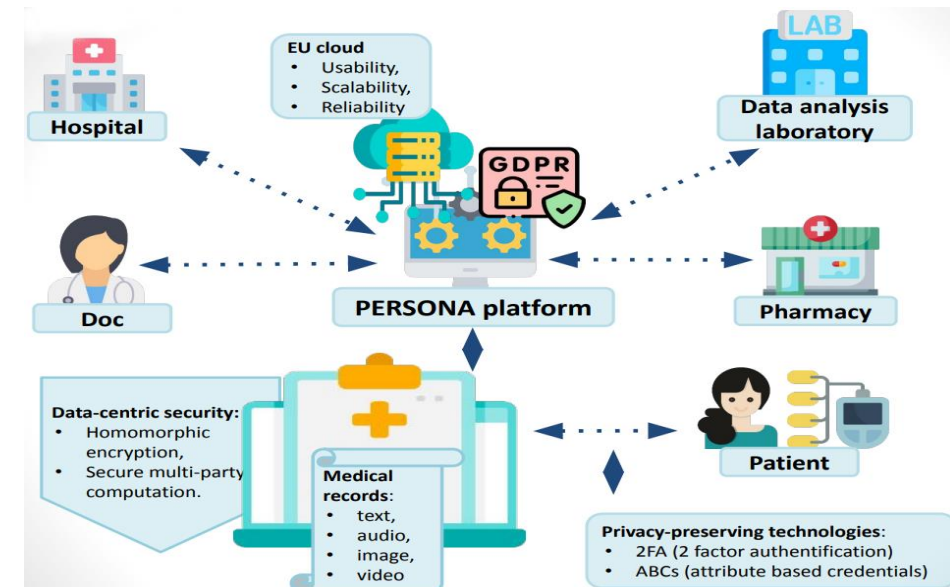 EU cloud
• Usability,
• Scalability,
• Reliability
LAB
Hospital
Data analysis
laboratory
GDPR
Doc
PERSONA platform
Pharmacy
Data-centric security:
• Homomorphic
encryption,
• Secure multi-party
computation.
Medical
records:
• text,
• audio,
• image,
• video
Patient
Privacy-preserving technologies:
• 2FA (2 factor authentification)
• ABCs (attribute based credentials)